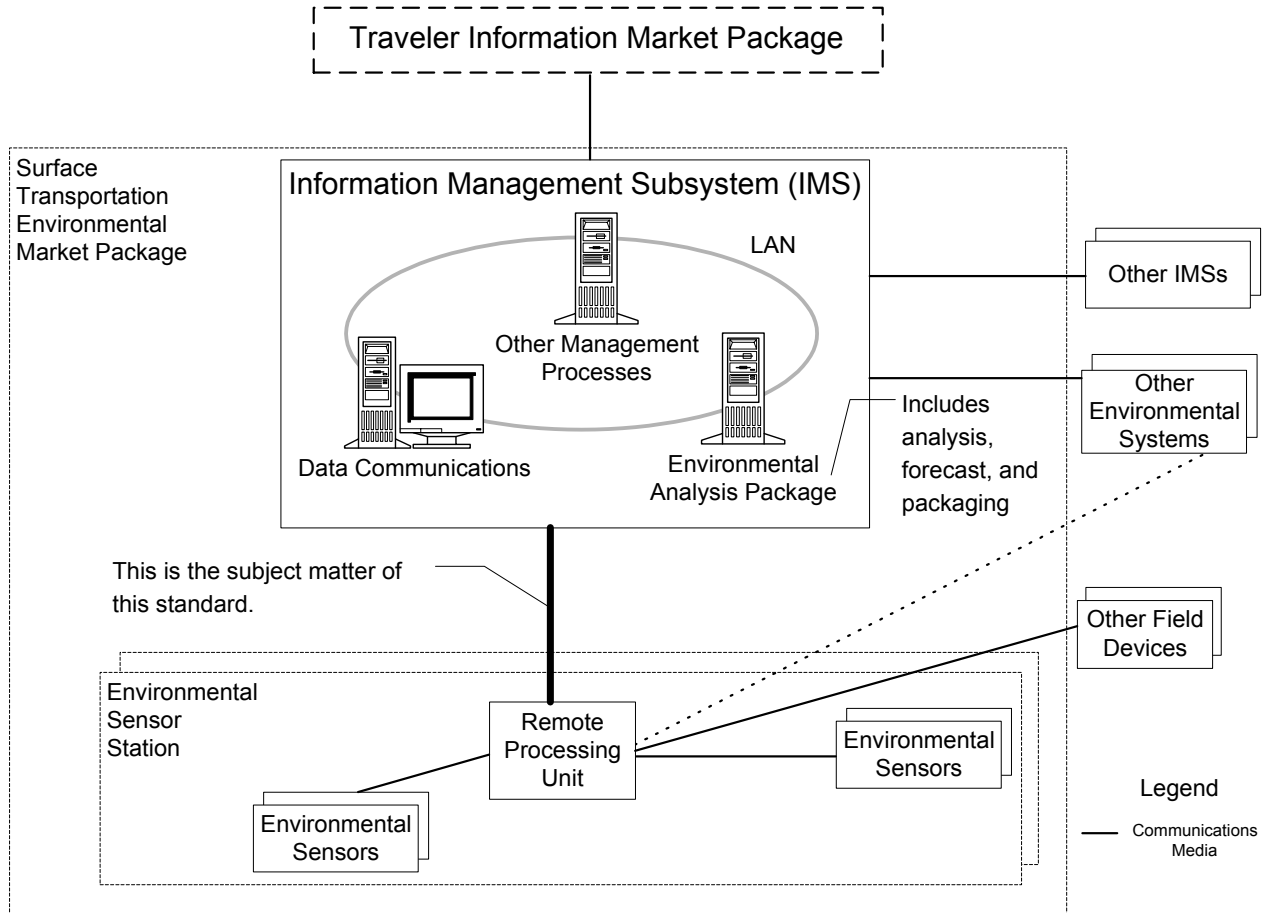 Traveler Information Market Package
Surface
Transportation
Environmental
Market Package
Information Management Subsystem (IMS)
LAN
Other Management
Processes
Data Communications
Environmental
Analysis Package
Includes
analysis,
forecast, and
packaging
Other IMSs
Other
Environmental
Systems
This is the subject matter of
this standard.
Other Field
Devices
Environmental
Sensor
Station
Remote
Processing
Unit
Environmental
Sensors
Environmental
Sensors
Legend
Communications
Media